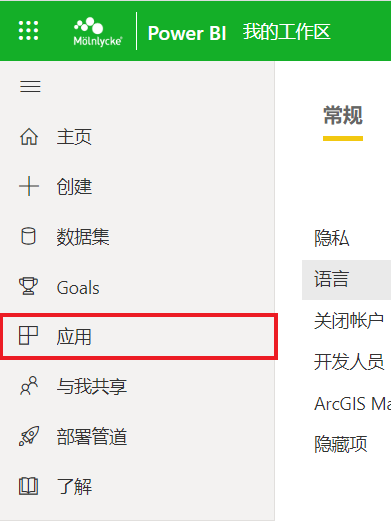 Mölnlycke® Power BI 我的工作区
主页
创建
数据集
Goals
应用
与我共享
部署管道
了解
常规
隐私
语言
关闭帐户
开发人员
ArcGIS Ma
隐藏项